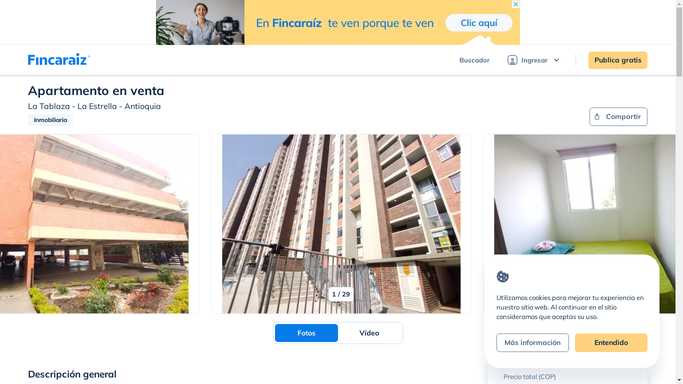 En Fincaraíz te ven porque te ven
Clic aquí
Fincaraíz
Buscador
Ingresar
Publica gratis
Apartamento en venta
La Tablaza - La Estrella - Antioquia
Inmobiliaria
Compartir
1 / 29
Utilizamos cookies para mejorar tu experiencia en
nuestro sitio web. Al continuar en el sitio
consideramos que aceptas su uso.
Más información
Entendido
Fotos
Vídeo
Descripción general
Precio total (COP)